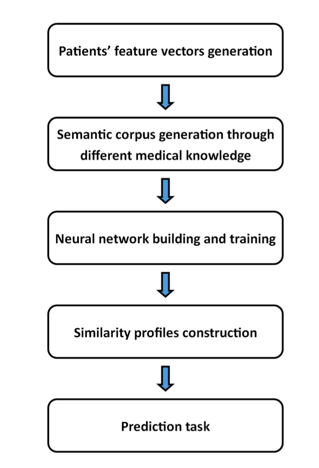 Patients' feature vectors generation
Semantic corpus generation through
different medical knowledge
Neural network building and training
Similarity profiles construction
Prediction task